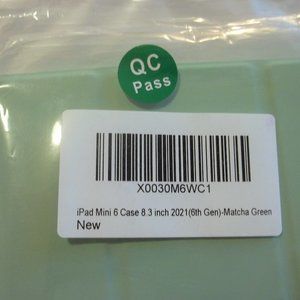 QC
Pass
X0030M6WC1
iPad Mini 6 Case 8.3 inch 2021(6th Gen)-Matcha Green
New